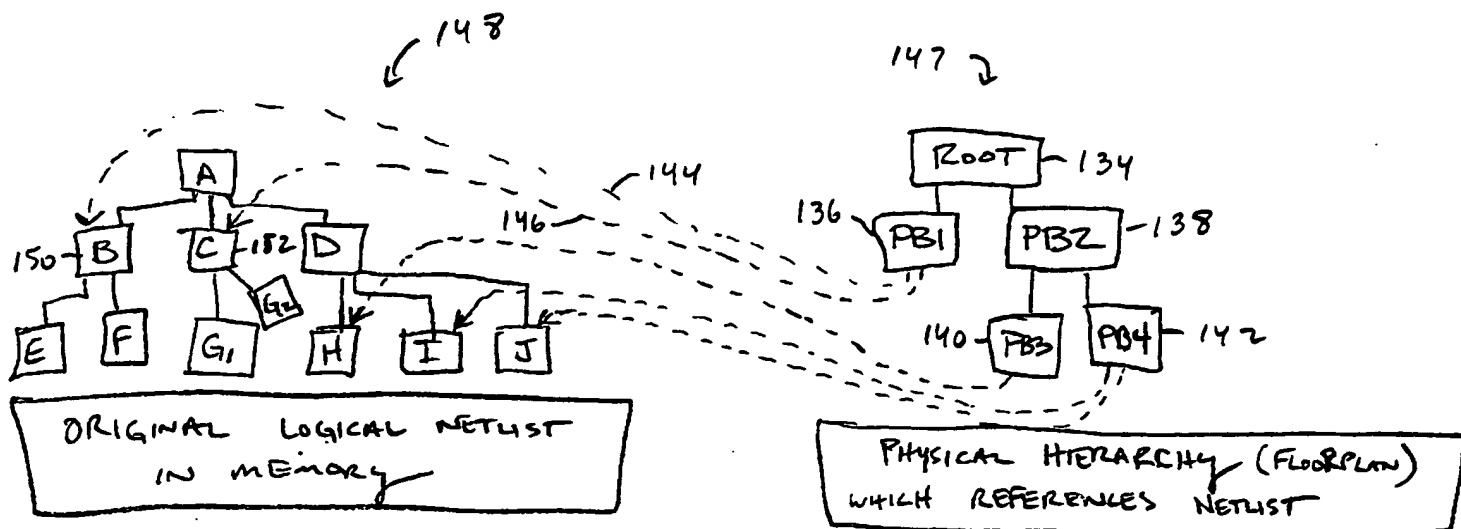 148
147
A
ROOT
134
144
136
146
PB1
PB2
138
150
B
C
152
D
G2
E
F
G1
H
I
J
140
PB3
PB4
142
ORIGINAL LOGICAL NETLIST
IN MEMORY
PHYSICAL HIERARCHY (FLOORPLAN)
WHICH REFERENCES NETLIST